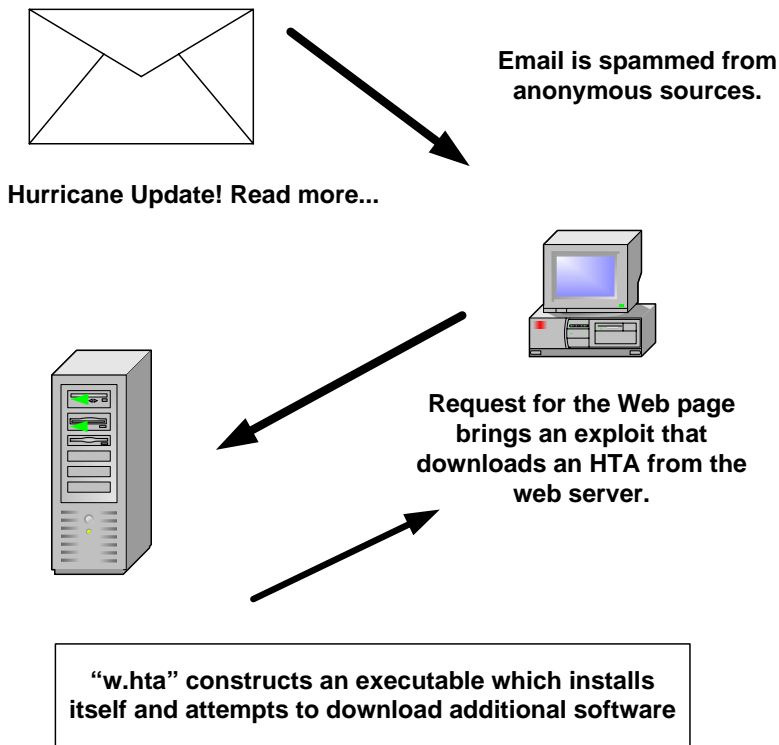 Email is spammed from
anonymous sources.
Hurricane Update! Read more...
Request for the Web page
brings an exploit that
downloads an HTA from the
web server.
“w.hta” constructs an executable which installs
itself and attempts to download additional software